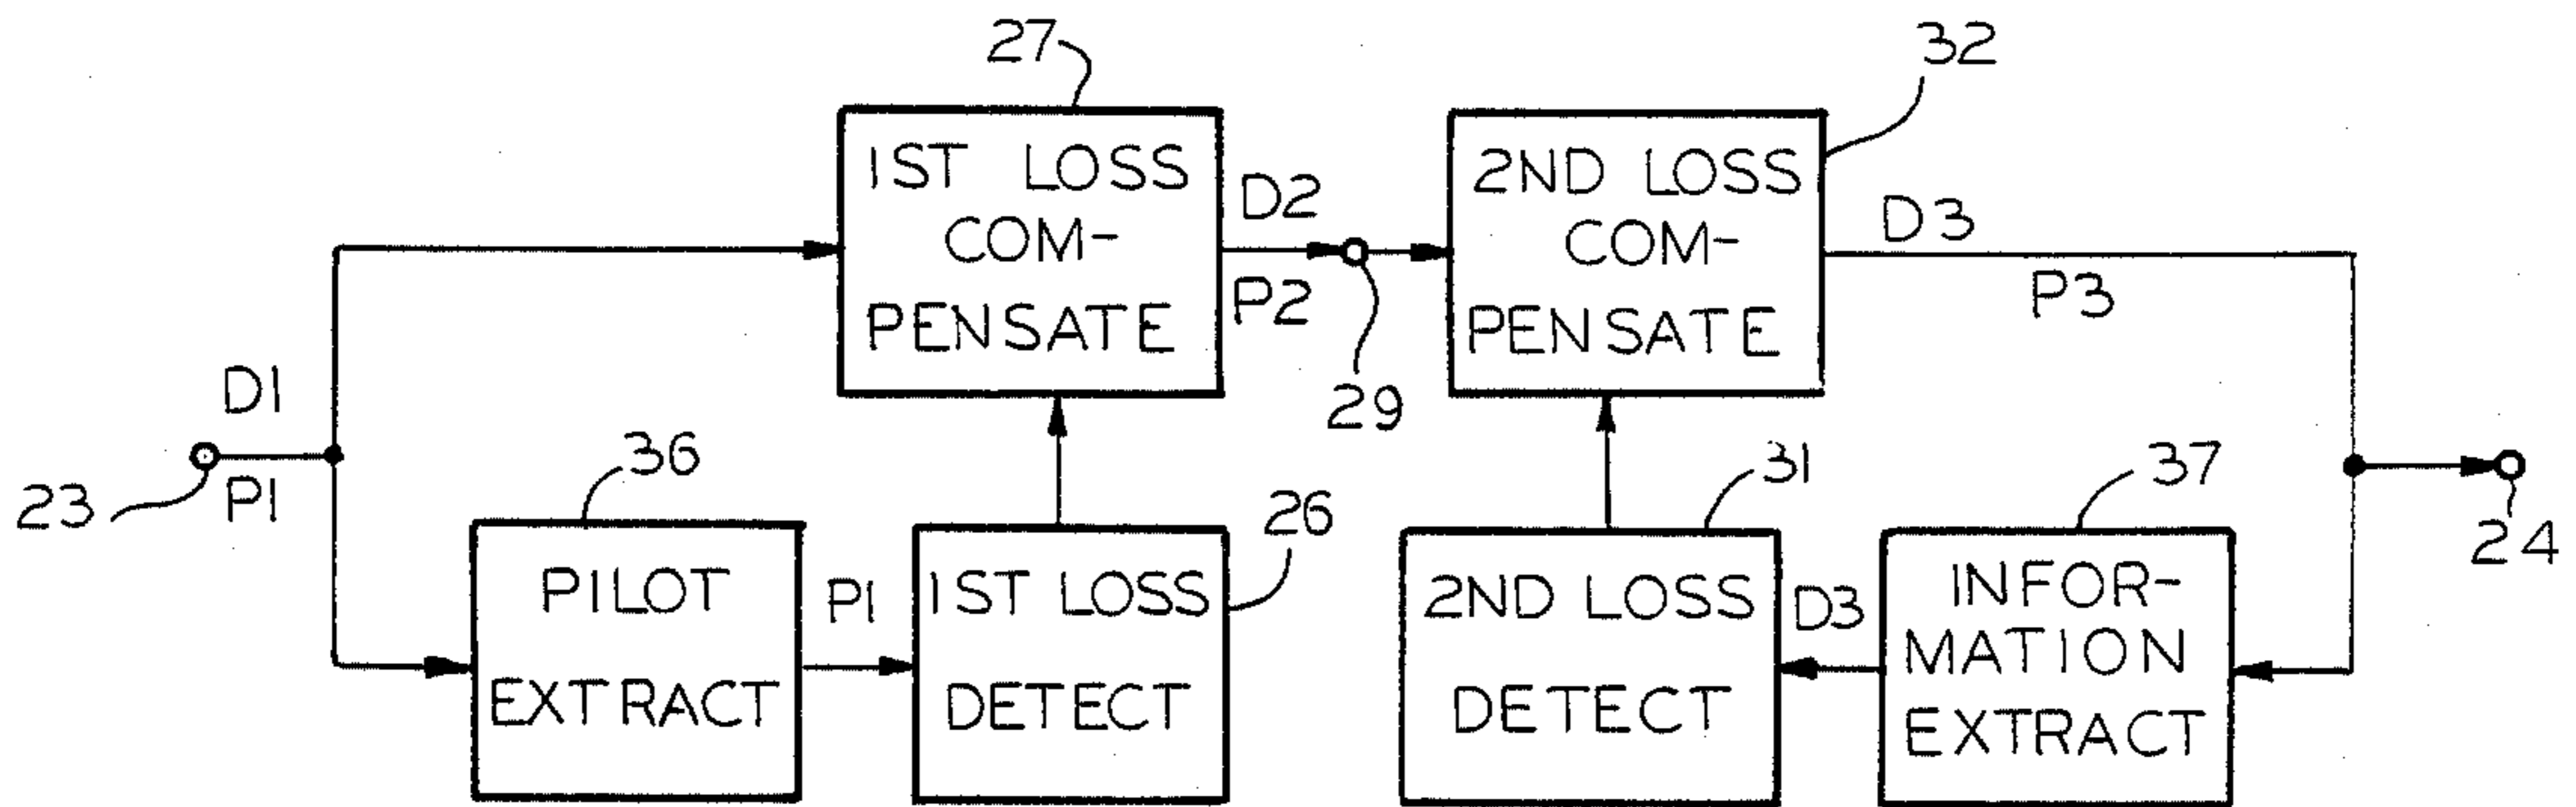 27
32
1ST LOSS
COM-
PENSATE
D2
P2
29
2ND LOSS
COM-
PENSATE
D3
P3
D1
P1
23
36
PILOT
EXTRACT
P1
26
1ST LOSS
DETECT
31
2ND LOSS
DETECT
D3
37
INFOR-
MATION
EXTRACT
24